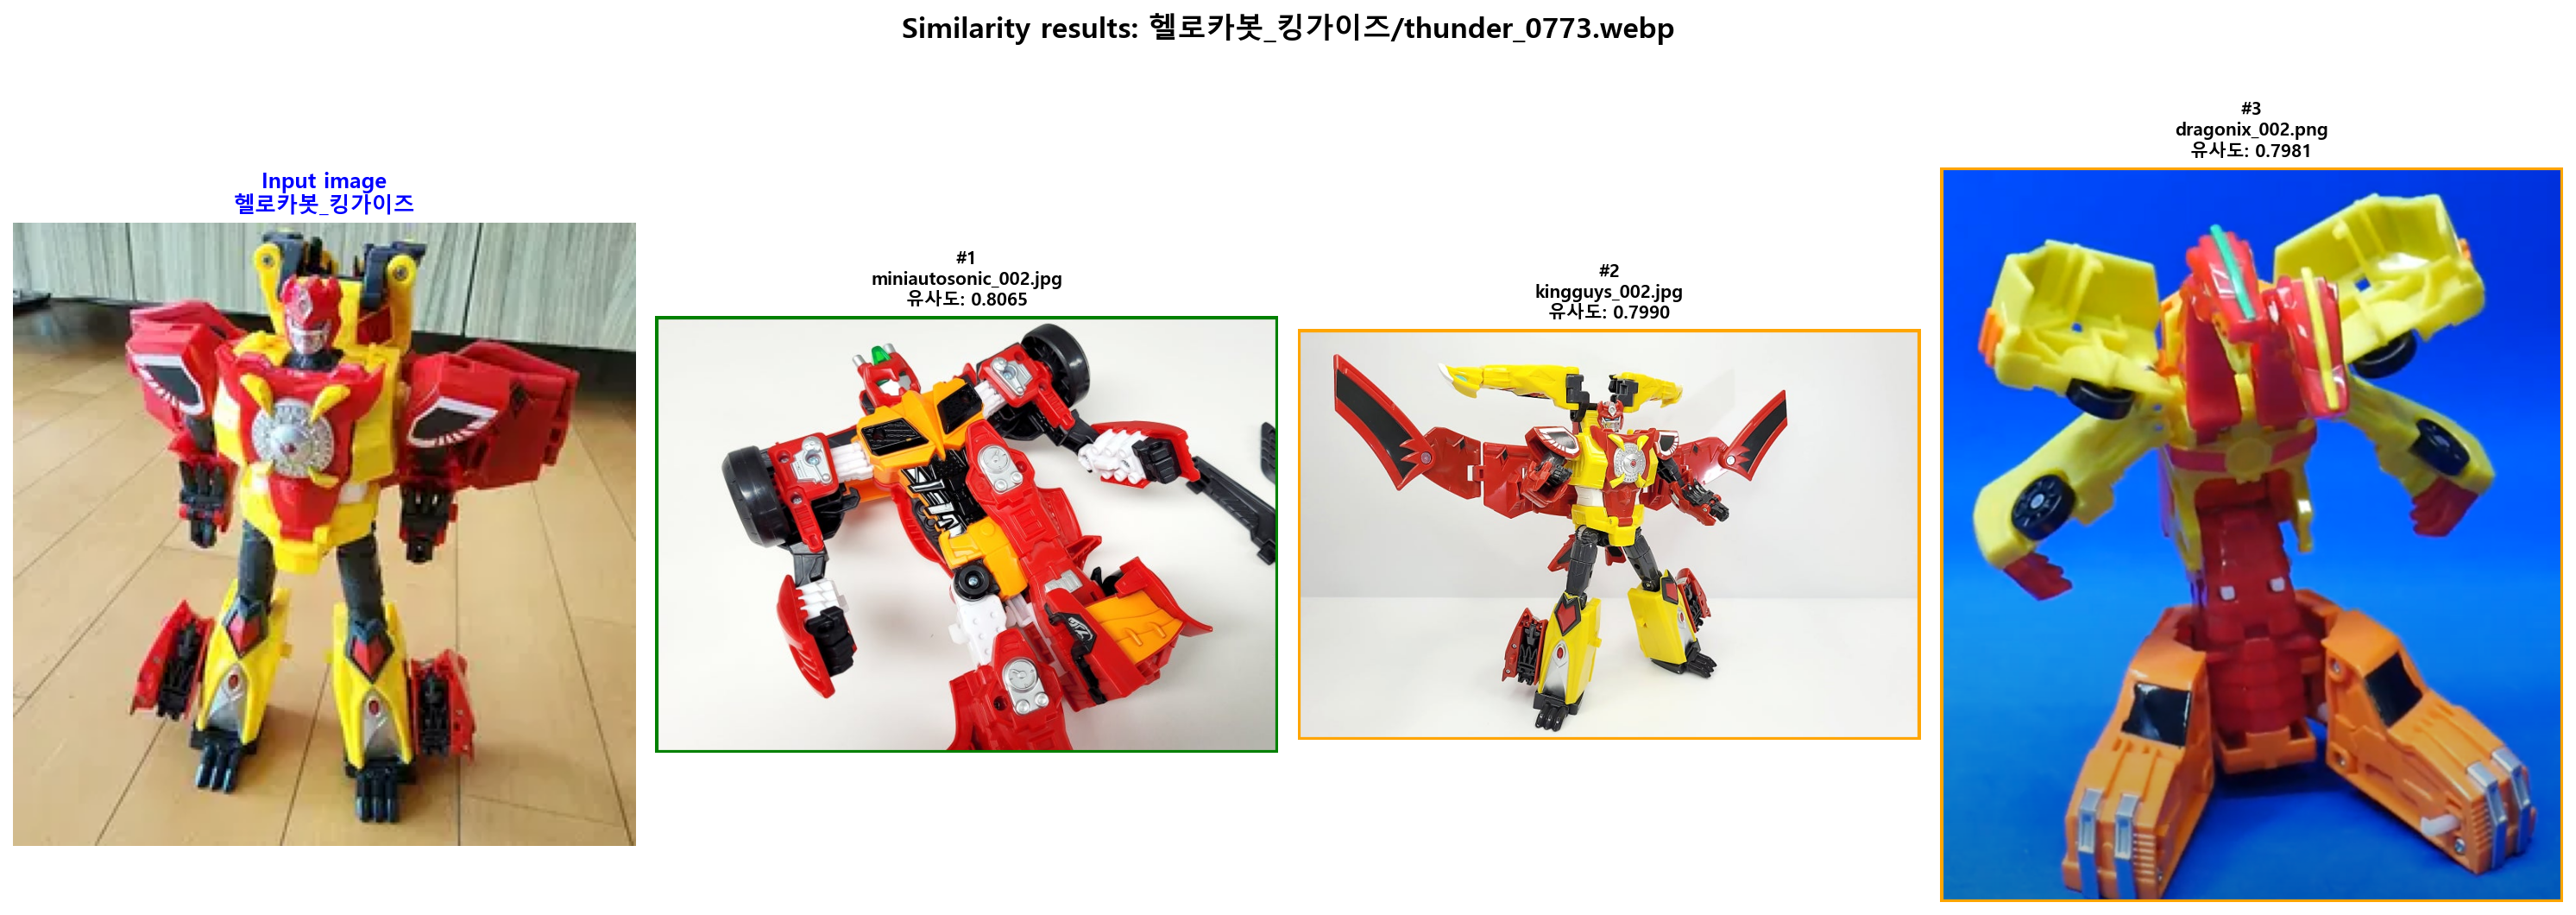 Similarity results: 헬로카봇_킹가이즈/thunder_0773.webp
Input image
헬로카봇_킹가이즈
#1
miniautosonic_002.jpg
유사도: 0.8065
#2
kingguys_002.jpg
유사도: 0.7990
#3
dragonix_002.png
유사도: 0.7981